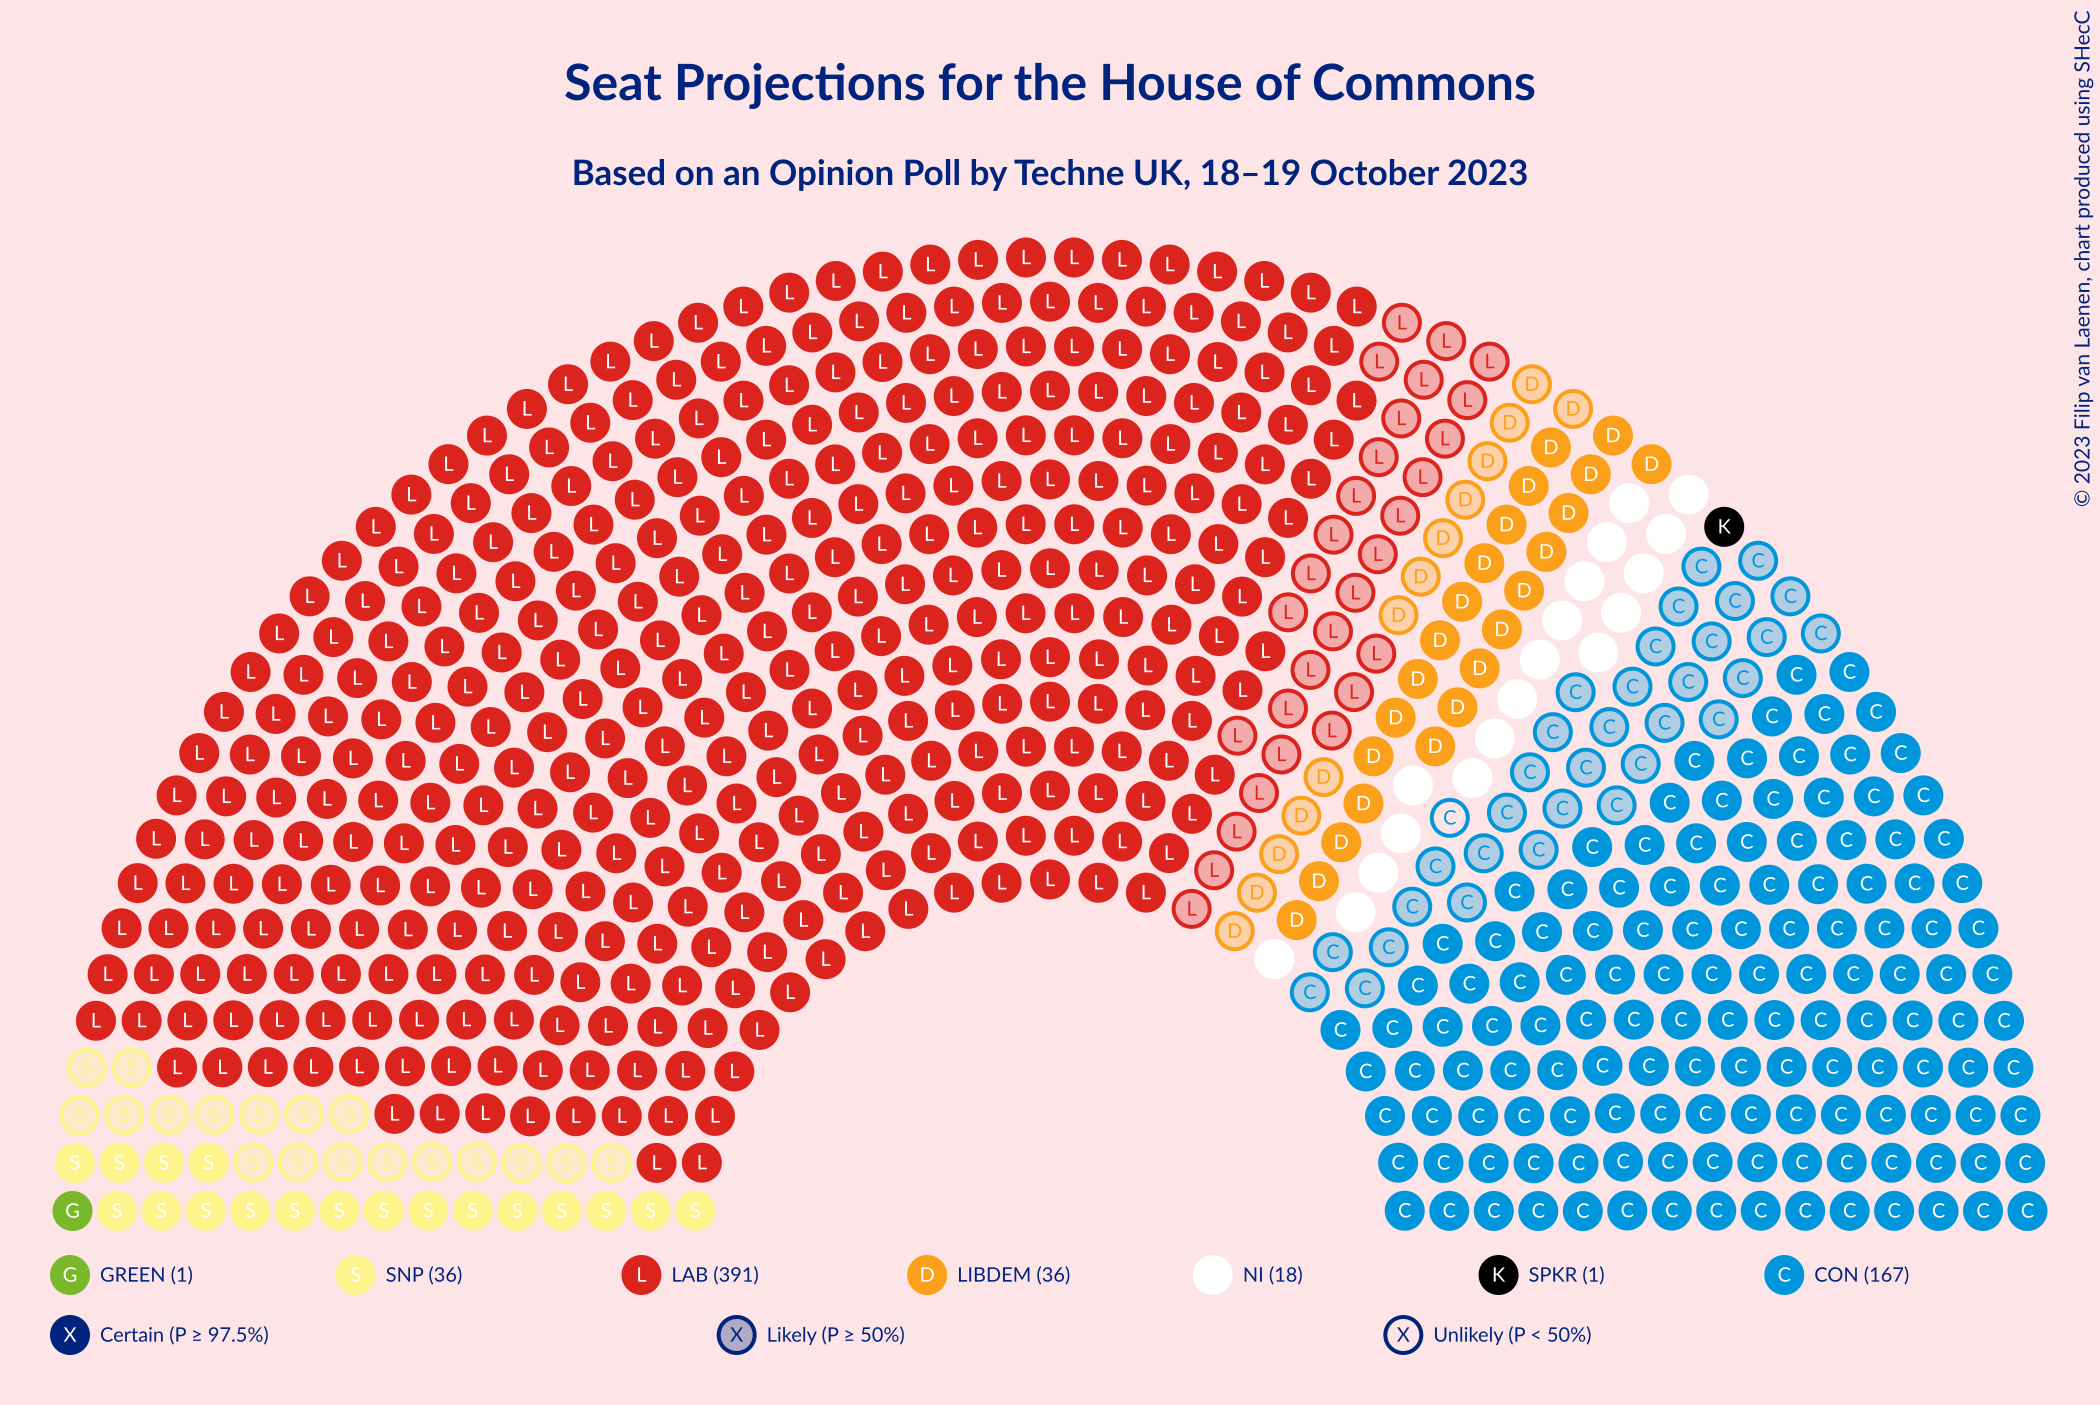 Seat Projections for the House of Commons
Based on an Opinion Poll by Techne UK, 18–19 October 2023
© 2023 Filip van Laenen, chart produced using SHecC
G GREEN (1)
S SNP (36)
L LAB (391)
D LIBDEM (36)
NI (18)
K SPKR (1)
C CON (167)
X Certain (P ≥ 97.5%)
X Likely (P ≥ 50%)
X Unlikely (P < 50%)